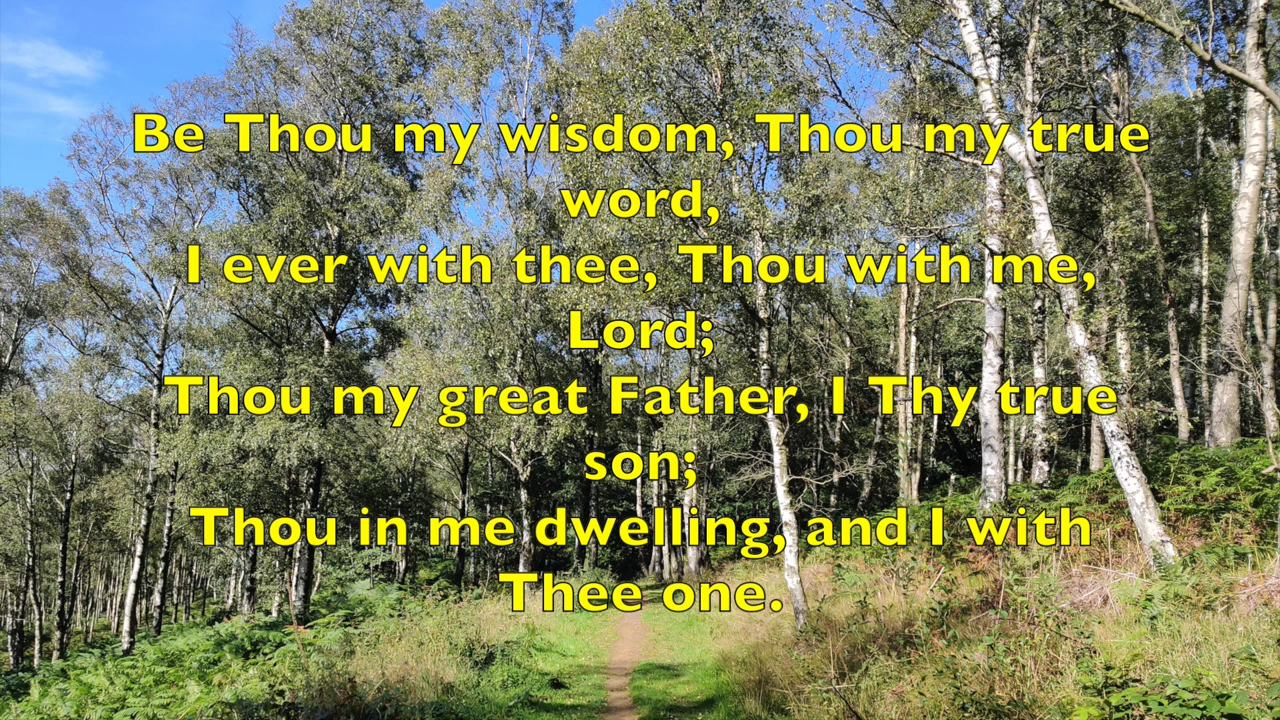 Be Thou my wisdom, Thou my true
word,
I ever with thee, Thou with me,
Lord;
Thou my great Father, I Thy true
son;
Thou in me dwelling, and I with
Thee one.